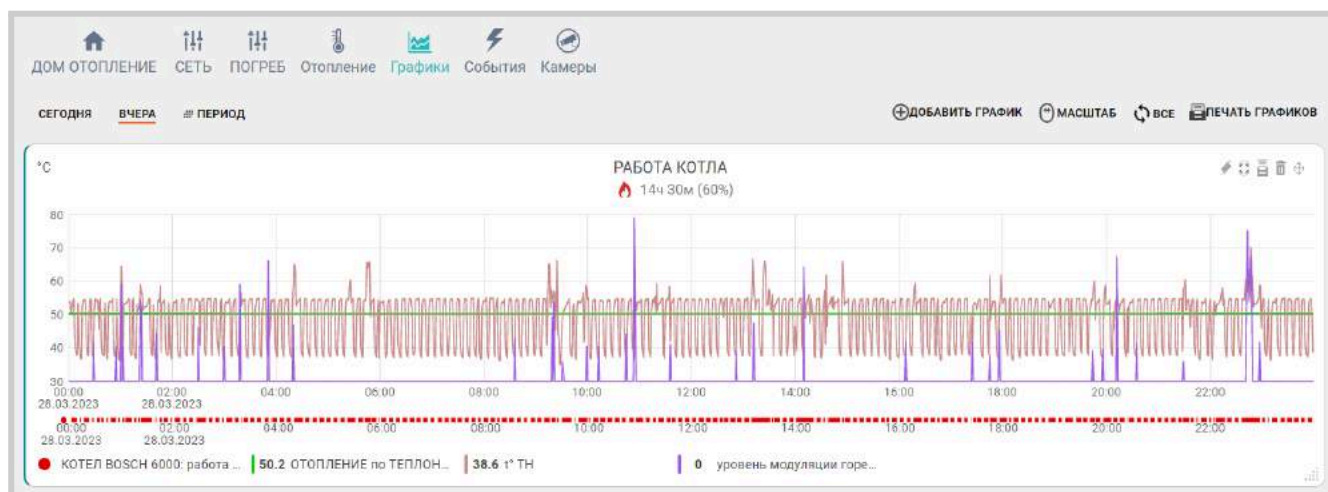 ДОМ ОТОПЛЕНИЕ СЕТЬ ПОГРЕБ Отопление Графики События Камеры
СЕГОДНЯ ВЧЕРА ПЕРИОД ДОБАВИТЬ ГРАФИК МАСШТАБ ВСЕ ПЕЧАТЬ ГРАФИКОВ
°C РАБОТА КОТЛА
14ч 30м (60%)
80
70
60
50
40
30
00:00 02:00 04:00 06:00 08:00 10:00 12:00 14:00 16:00 18:00 20:00 22:00
28.03.2023 28.03.2023
00:00 02:00 04:00 06:00 08:00 10:00 12:00 14:00 16:00 18:00 20:00 22:00
28.03.2023 28.03.2023
КОТЕЛ BOSCH 6000: работа ... 50.2 ОТОПЛЕНИЕ по ТЕПЛОН... 38.6 t° ТН 0 уровень модуляции горе...